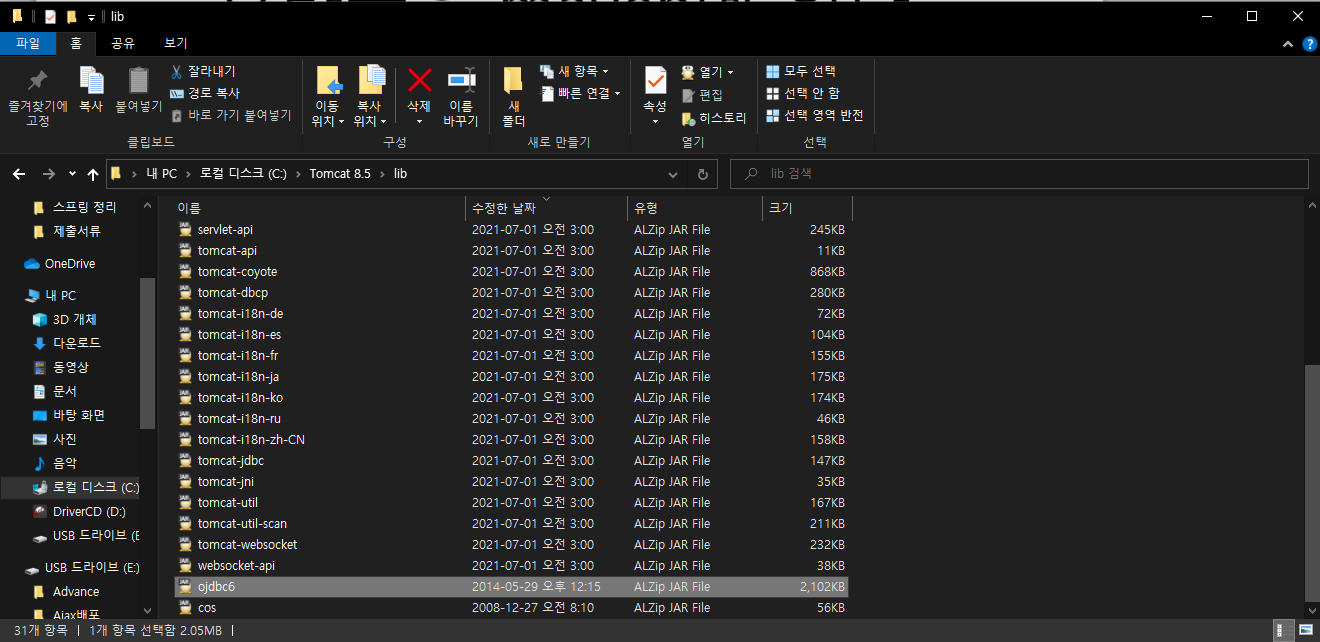 lib
파일 홈 공유 보기
즐겨찾기에 고정
복사
붙여넣기
잘라내기
경로 복사
바로 가기 붙여넣기
클립보드
이동 위치
복사 위치
삭제
이름 바꾸기
구성
새 폴더
새 항목
빠른 연결
새로 만들기
속성
열기
편집
히스토리
열기
모두 선택
선택 안 함
선택 영역 반전
선택
내 PC > 로컬 디스크 (C:) > Tomcat 8.5 > lib
lib 검색
스프링 정리
제출서류
OneDrive
내 PC
3D 개체
다운로드
동영상
문서
바탕 화면
사진
음악
로컬 디스크 (C:)
DriverCD (D:)
USB 드라이브 (E
USB 드라이브 (E:)
Advance
Ajax배포
이름 수정한 날짜 유형 크기
servlet-api 2021-07-01 오전 3:00 ALZip JAR File 245KB
tomcat-api 2021-07-01 오전 3:00 ALZip JAR File 11KB
tomcat-coyote 2021-07-01 오전 3:00 ALZip JAR File 868KB
tomcat-dbcp 2021-07-01 오전 3:00 ALZip JAR File 280KB
tomcat-i18n-de 2021-07-01 오전 3:00 ALZip JAR File 72KB
tomcat-i18n-es 2021-07-01 오전 3:00 ALZip JAR File 104KB
tomcat-i18n-fr 2021-07-01 오전 3:00 ALZip JAR File 155KB
tomcat-i18n-ja 2021-07-01 오전 3:00 ALZip JAR File 175KB
tomcat-i18n-ko 2021-07-01 오전 3:00 ALZip JAR File 174KB
tomcat-i18n-ru 2021-07-01 오전 3:00 ALZip JAR File 46KB
tomcat-i18n-zh-CN 2021-07-01 오전 3:00 ALZip JAR File 158KB
tomcat-jdbc 2021-07-01 오전 3:00 ALZip JAR File 147KB
tomcat-jni 2021-07-01 오전 3:00 ALZip JAR File 35KB
tomcat-util 2021-07-01 오전 3:00 ALZip JAR File 167KB
tomcat-util-scan 2021-07-01 오전 3:00 ALZip JAR File 211KB
tomcat-websocket 2021-07-01 오전 3:00 ALZip JAR File 232KB
websocket-api 2021-07-01 오전 3:00 ALZip JAR File 38KB
ojdbc6 2014-05-29 오후 12:15 ALZip JAR File 2,102KB
cos 2008-12-27 오전 8:10 ALZip JAR File 56KB
31개 항목 | 1개 항목 선택함 2.05MB |